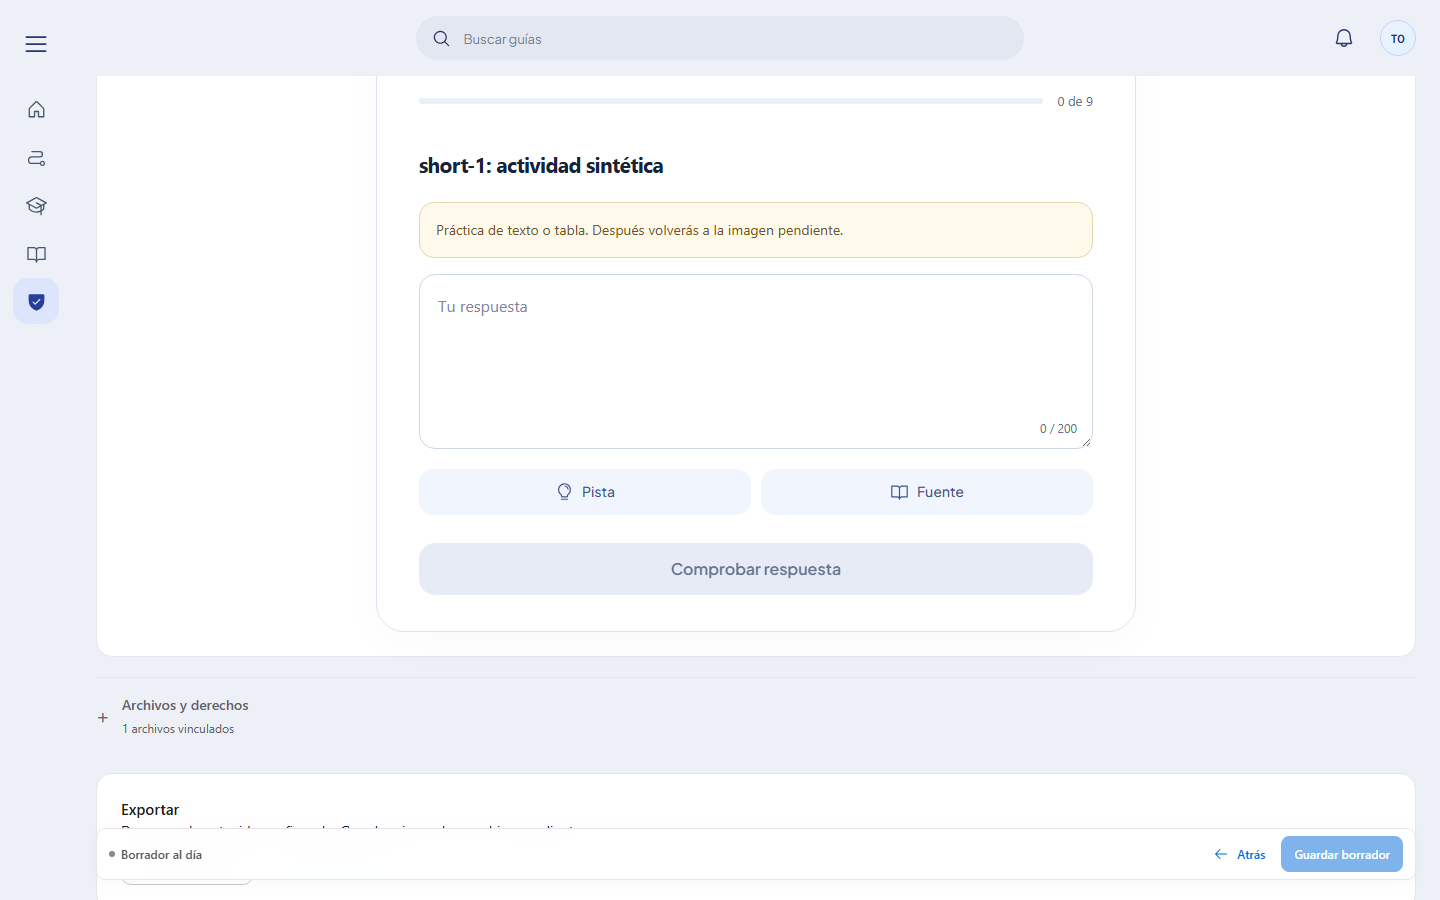 Buscar guías
TO
0 de 9
short-1: actividad sintética
Práctica de texto o tabla. Después volverás a la imagen pendiente.
Tu respuesta
0 / 200
Pista
Fuente
Comprobar respuesta
Archivos y derechos
1 archivos vinculados
Exportar
Borrador al día
Atrás
Guardar borrador